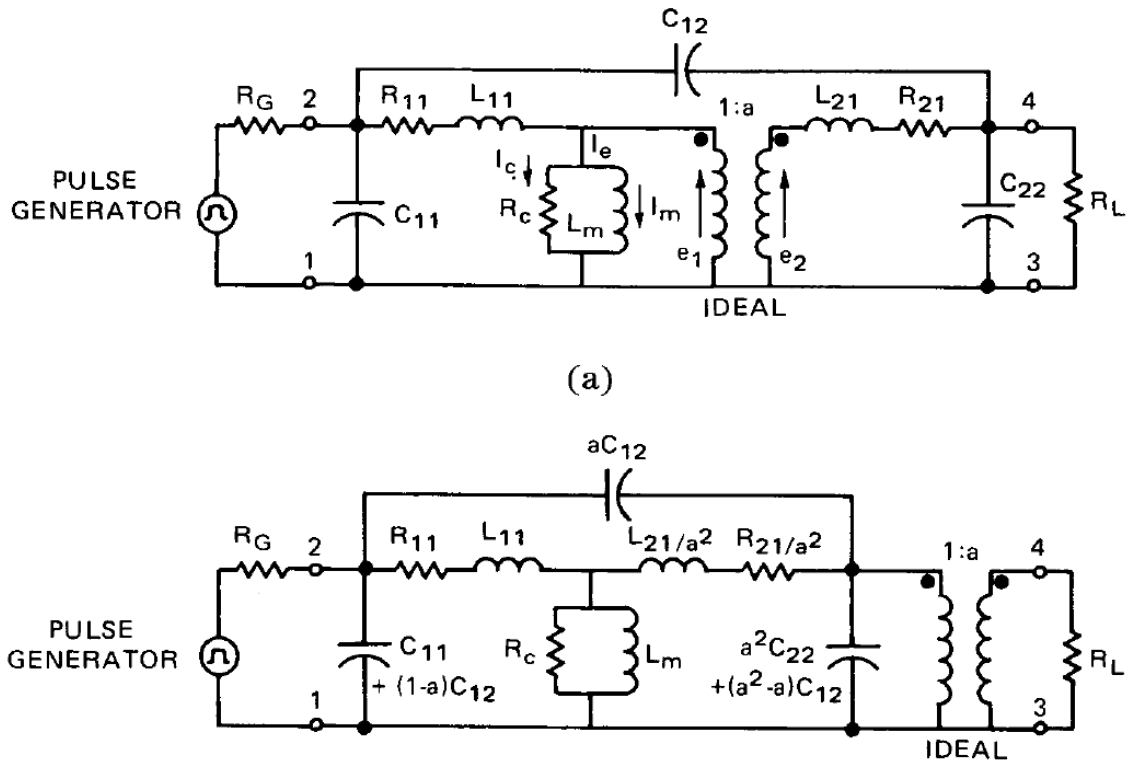 C12
RG 2 R11 L11 1:a L21 R21 4
Ie
Ic
PULSE
GENERATOR
C11 Rc Lm Im C22 RL
e1 e2
1 3
IDEAL
(a)
aC12
RG 2 R11 L11 L21/a² R21/a² 1:a 4
PULSE
GENERATOR
C11 Rc Lm a²C22 RL
+ (1-a)C12 +(a²-a)C12
1 3
IDEAL